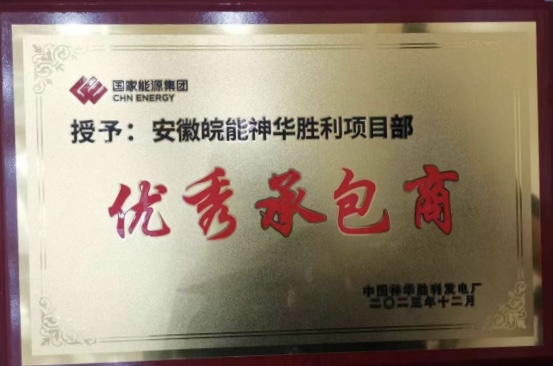 国家能源集团
CHN ENERGY
授予：安徽皖能神华胜利项目部
优秀承包商
中国神华胜利发电厂
二〇二三年十二月